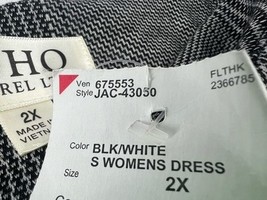 HO
REL L
2X
MADE IN
VIETN
Ven 675553
Style JAC-43050
FLTHK
2366785
Color BLK/WHITE
S WOMENS DRESS
Size 2X